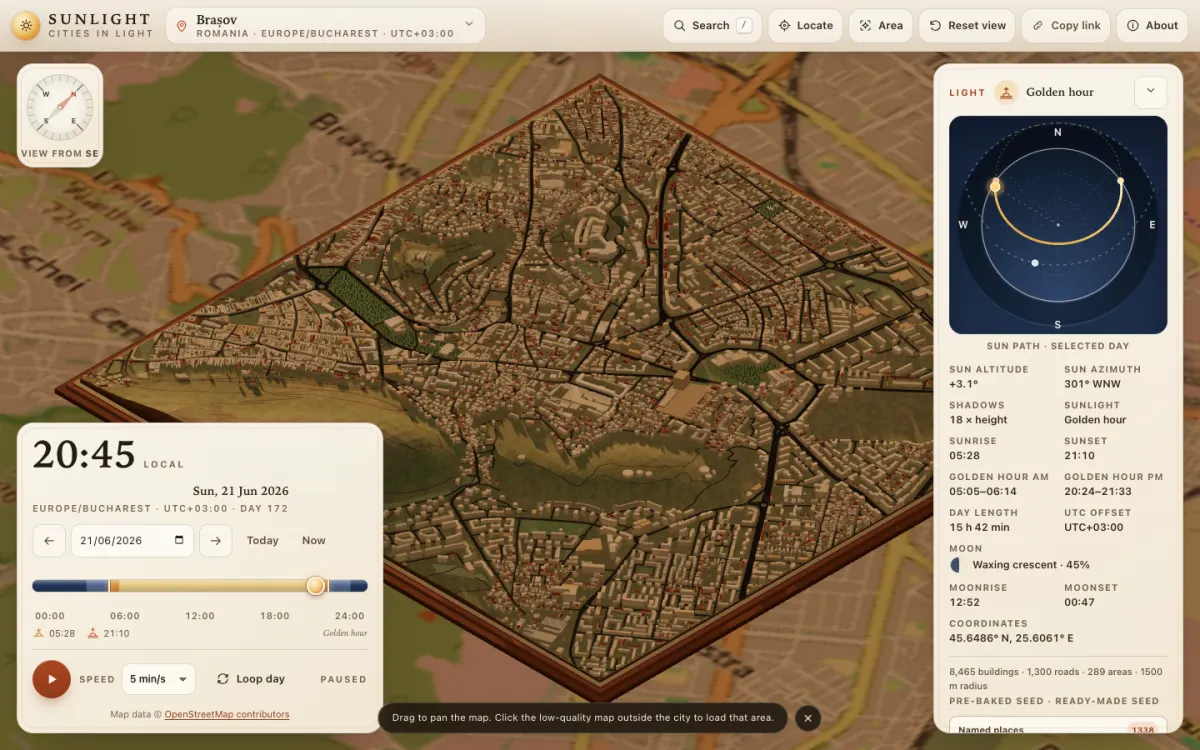 SUNLIGHT
CITIES IN LIGHT
Brașov
ROMANIA · EUROPE/BUCHAREST · UTC+03:00
Search /
Locate
Area
Reset view
Copy link
About
N
W
E
S
VIEW FROM SE
Brașov
726 m
Șchei
Cen
stra
LIGHT
Golden hour
N
W
E
S
SUN PATH · SELECTED DAY
SUN ALTITUDE
+3.1°
SUN AZIMUTH
301° WNW
SHADOWS
18 × height
SUNLIGHT
Golden hour
SUNRISE
05:28
SUNSET
21:10
GOLDEN HOUR AM
05:05–06:14
GOLDEN HOUR PM
20:24–21:33
DAY LENGTH
15 h 42 min
UTC OFFSET
UTC+03:00
MOON
Waxing crescent · 45%
MOONRISE
12:52
MOONSET
00:47
COORDINATES
45.6486° N, 25.6061° E
8,465 buildings · 1,300 roads · 289 areas · 1500
m radius
PRE-BAKED SEED · READY-MADE SEED
Named places
1338
20:45 LOCAL
Sun, 21 Jun 2026
EUROPE/BUCHAREST · UTC+03:00 · DAY 172
←
21/06/2026
→
Today
Now
00:00 06:00 12:00 18:00 24:00
05:28 21:10 Golden hour
SPEED 5 min/s Loop day PAUSED
Map data © OpenStreetMap contributors
Drag to pan the map. Click the low-quality map outside the city to load that area.